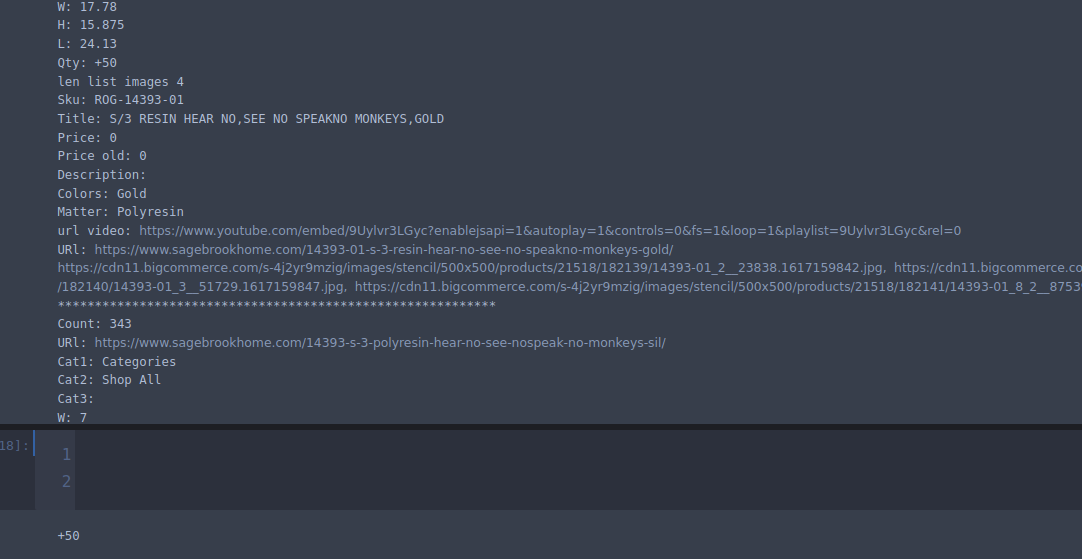 W: 17.78
H: 15.875
L: 24.13
Qty: +50
len list images 4
Sku: ROG-14393-01
Title: S/3 RESIN HEAR NO,SEE NO SPEAKNO MONKEYS,GOLD
Price: 0
Price old: 0
Description:
Colors: Gold
Matter: Polyresin
url video: https://www.youtube.com/embed/9Uylvr3LGyc?enablejsapi=1&autoplay=1&controls=0&fs=1&loop=1&playlist=9Uylvr3LGyc&rel=0
URl: https://www.sagebrookhome.com/14393-01-s-3-resin-hear-no-see-no-speakno-monkeys-gold/
https://cdn11.bigcommerce.com/s-4j2yr9mzig/images/stencil/500x500/products/21518/182139/14393-01_2__23838.1617159842.jpg, https://cdn11.bigcommerce.co
/182140/14393-01_3__51729.1617159847.jpg, https://cdn11.bigcommerce.com/s-4j2yr9mzig/images/stencil/500x500/products/21518/182141/14393-01_8_2__8753
***********************************************************
Count: 343
URl: https://www.sagebrookhome.com/14393-s-3-polyresin-hear-no-see-nospeak-no-monkeys-sil/
Cat1: Categories
Cat2: Shop All
Cat3:
W: 7
18]:
1
2
+50